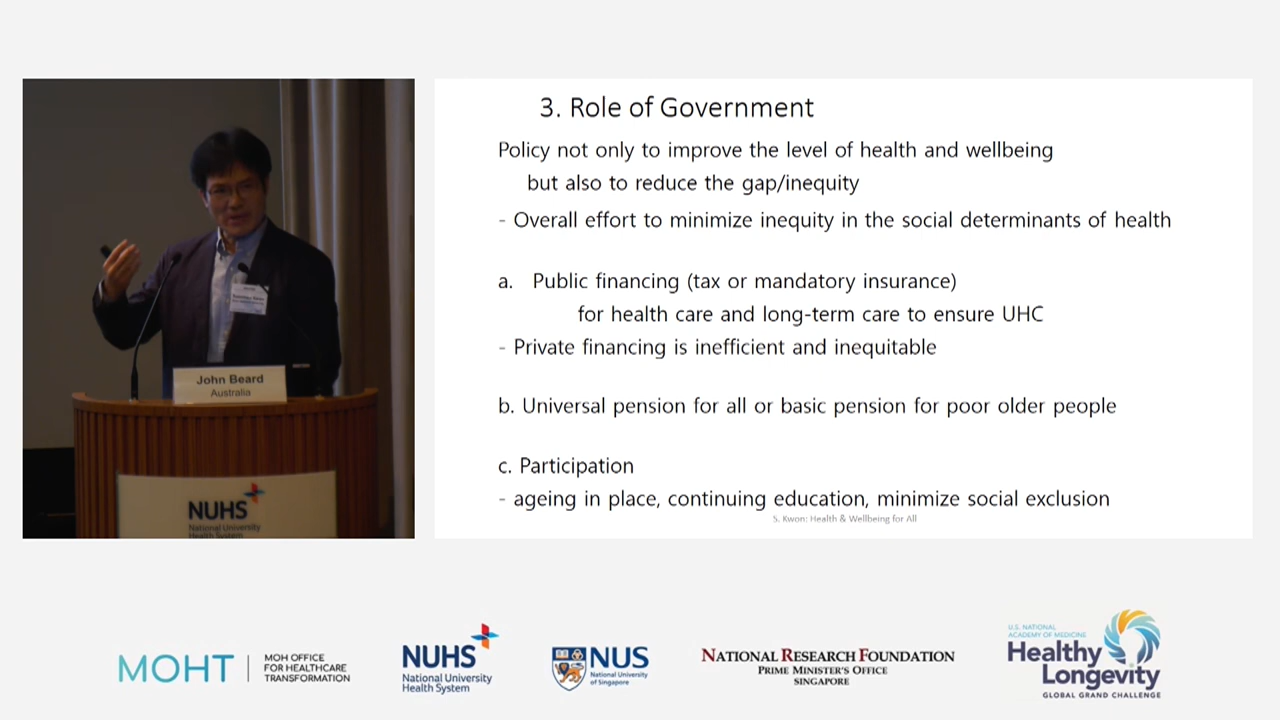 3. Role of Government
Policy not only to improve the level of health and wellbeing
but also to reduce the gap/inequity
- Overall effort to minimize inequity in the social determinants of health
a. Public financing (tax or mandatory insurance)
for health care and long-term care to ensure UHC
- Private financing is inefficient and inequitable
b. Universal pension for all or basic pension for poor older people
c. Participation
- ageing in place, continuing education, minimize social exclusion
S. Kwon: Health & Wellbeing for All
John Beard
Australia
NUHS
National University
Health System
MOHT
MOH OFFICE
FOR HEALTHCARE
TRANSFORMATION
NUHS
National University
Health System
NUS
National University
of Singapore
NATIONAL RESEARCH FOUNDATION
PRIME MINISTER'S OFFICE
SINGAPORE
U.S. NATIONAL
ACADEMY OF MEDICINE
Healthy
Longevity
GLOBAL GRAND CHALLENGE